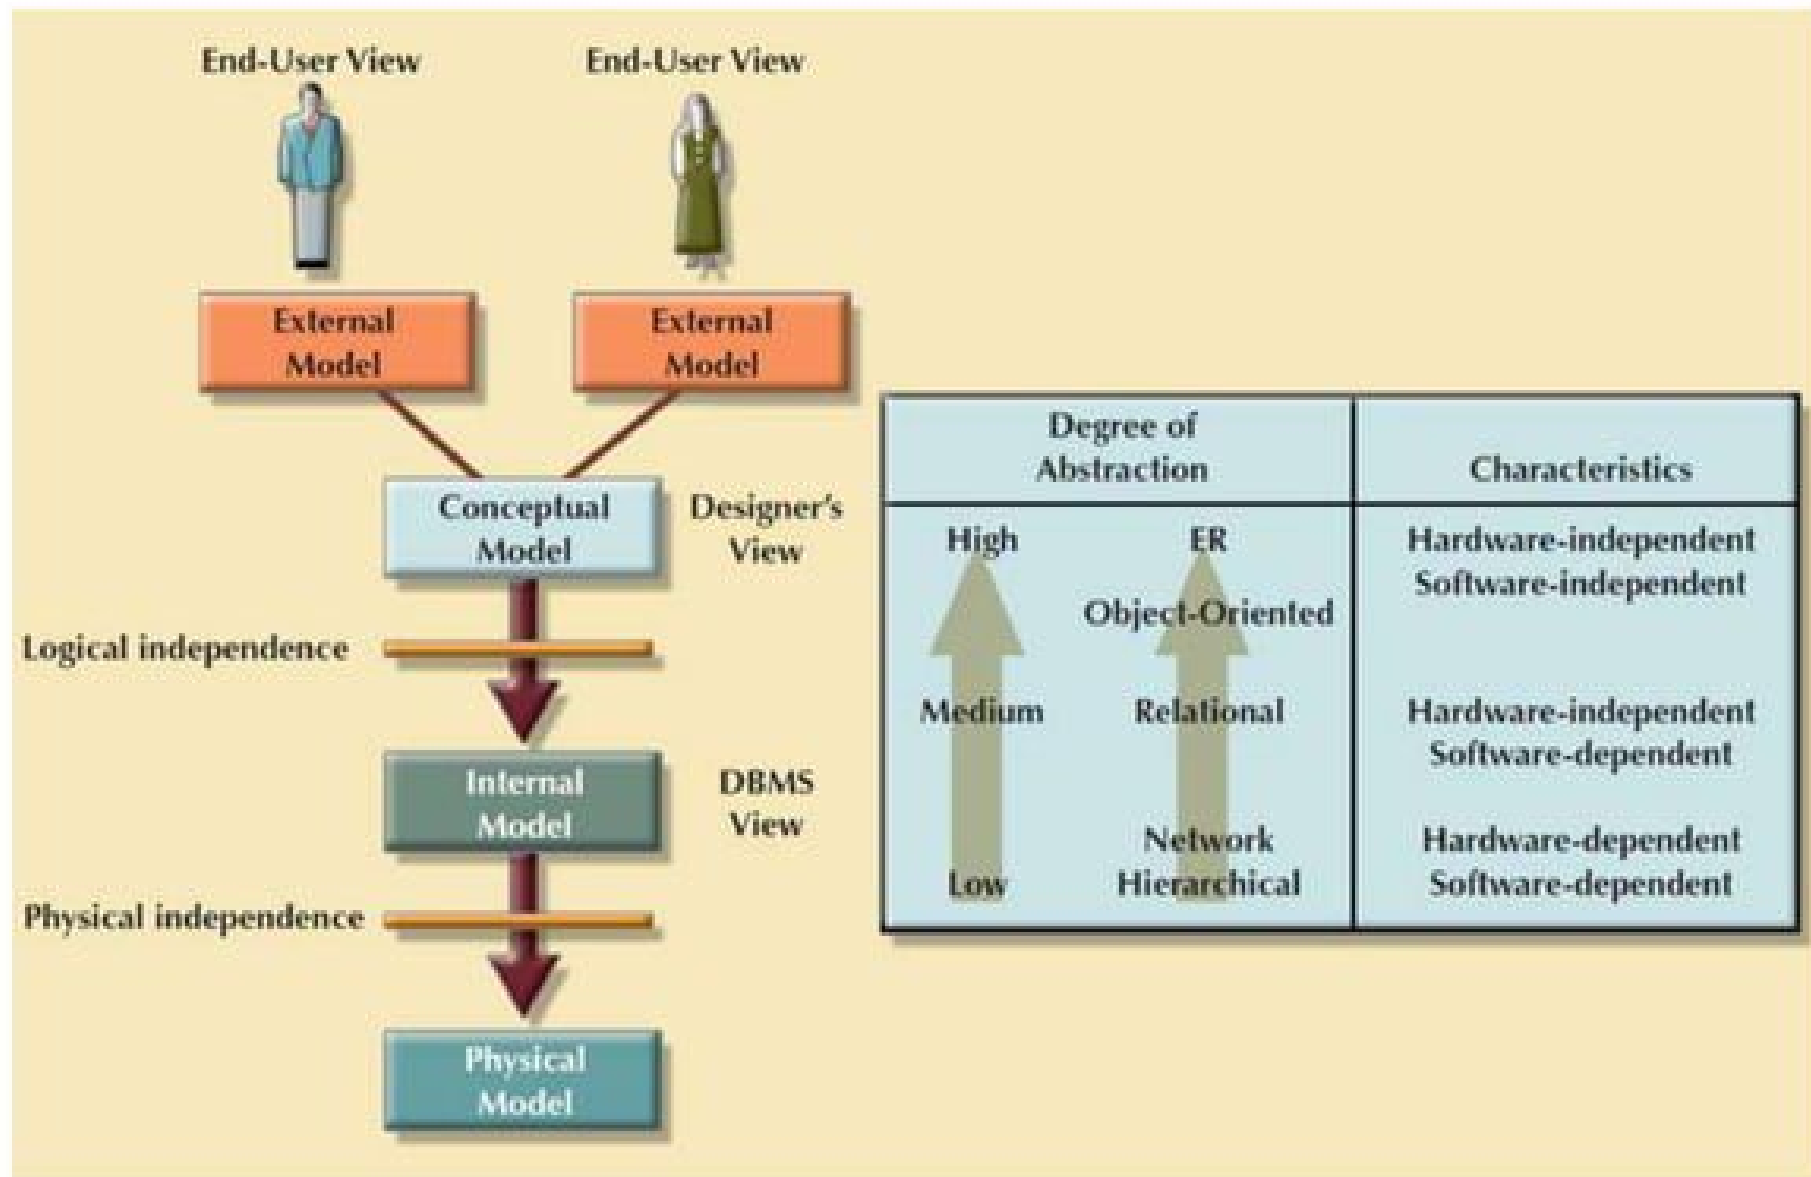 End-User View
End-User View
External
Model
External
Model
Conceptual
Model
Designer's
View
Logical independence
Internal
Model
DBMS
View
Physical independence
Physical
Model
Degree of
Abstraction
Characteristics
High
ER
Hardware-independent
Software-independent
Object-Oriented
Medium
Relational
Hardware-independent
Software-dependent
Network
Hardware-dependent
Low
Hierarchical
Software-dependent